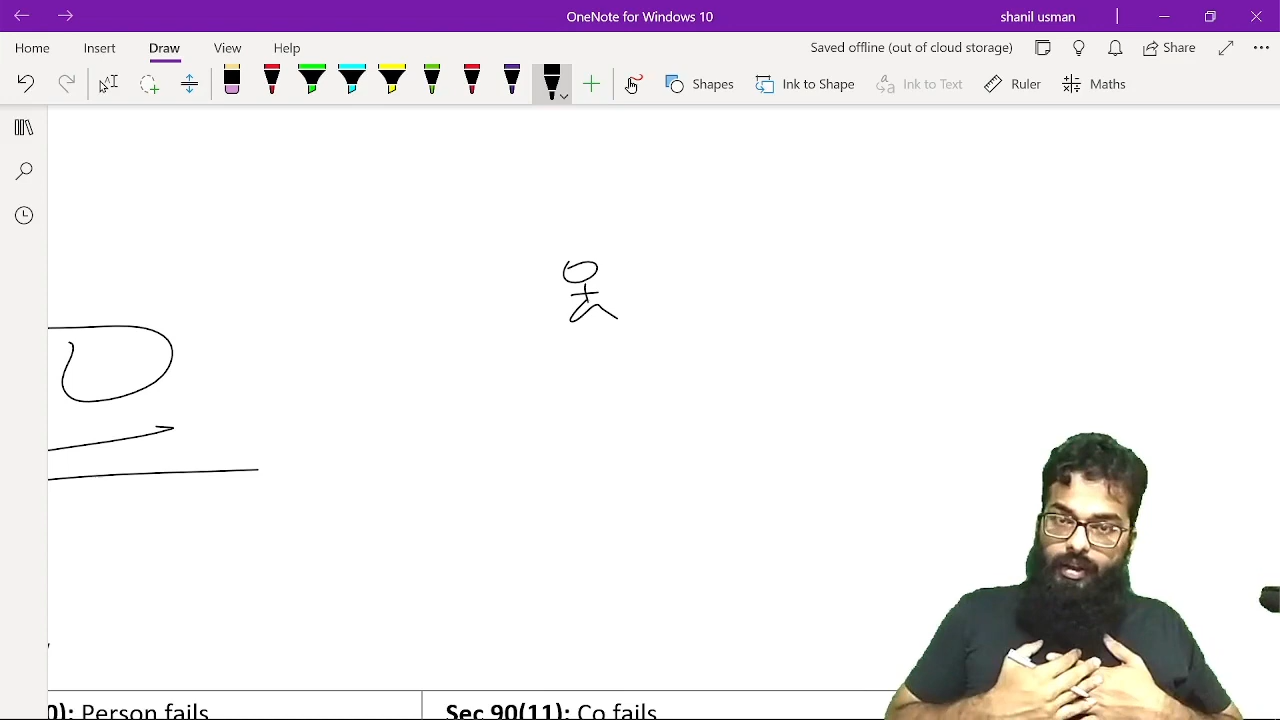 OneNote for Windows 10
shanil usman
Home Insert Draw View Help
Saved offline (out of cloud storage) Share
Shapes Ink to Shape Ink to Text Ruler Maths
0): Person fails
Sec 90(11): Co fails